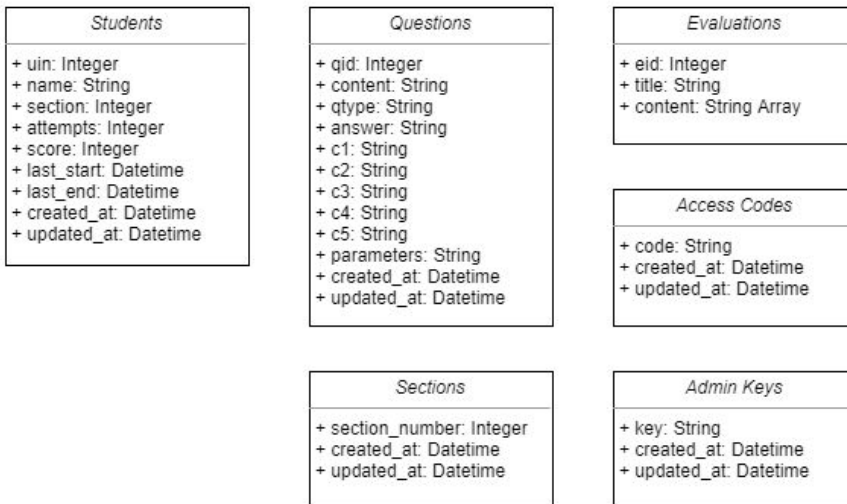 Students
+ uin: Integer
+ name: String
+ section: Integer
+ attempts: Integer
+ score: Integer
+ last_start: Datetime
+ last_end: Datetime
+ created_at: Datetime
+ updated_at: Datetime
Questions
+ qid: Integer
+ content: String
+ qtype: String
+ answer: String
+ c1: String
+ c2: String
+ c3: String
+ c4: String
+ c5: String
+ parameters: String
+ created_at: Datetime
+ updated_at: Datetime
Evaluations
+ eid: Integer
+ title: String
+ content: String Array
Access Codes
+ code: String
+ created_at: Datetime
+ updated_at: Datetime
Sections
+ section_number: Integer
+ created_at: Datetime
+ updated_at: Datetime
Admin Keys
+ key: String
+ created_at: Datetime
+ updated_at: Datetime